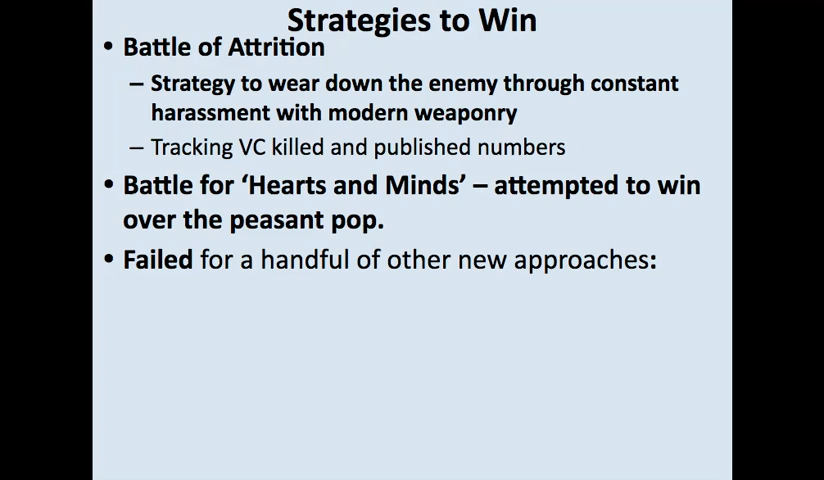 Strategies to Win
• Battle of Attrition
– Strategy to wear down the enemy through constant
harassment with modern weaponry
– Tracking VC killed and published numbers
• Battle for ‘Hearts and Minds’ – attempted to win
over the peasant pop.
• Failed for a handful of other new approaches: